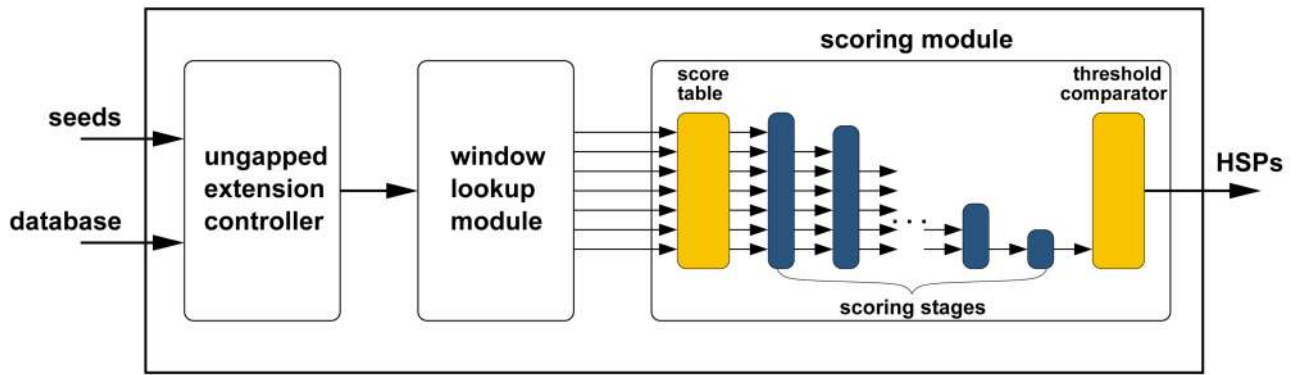 scoring module
score
table
threshold
comparator
seeds
database
ungapped
extension
controller
window
lookup
module
. . .
HSPs
scoring stages